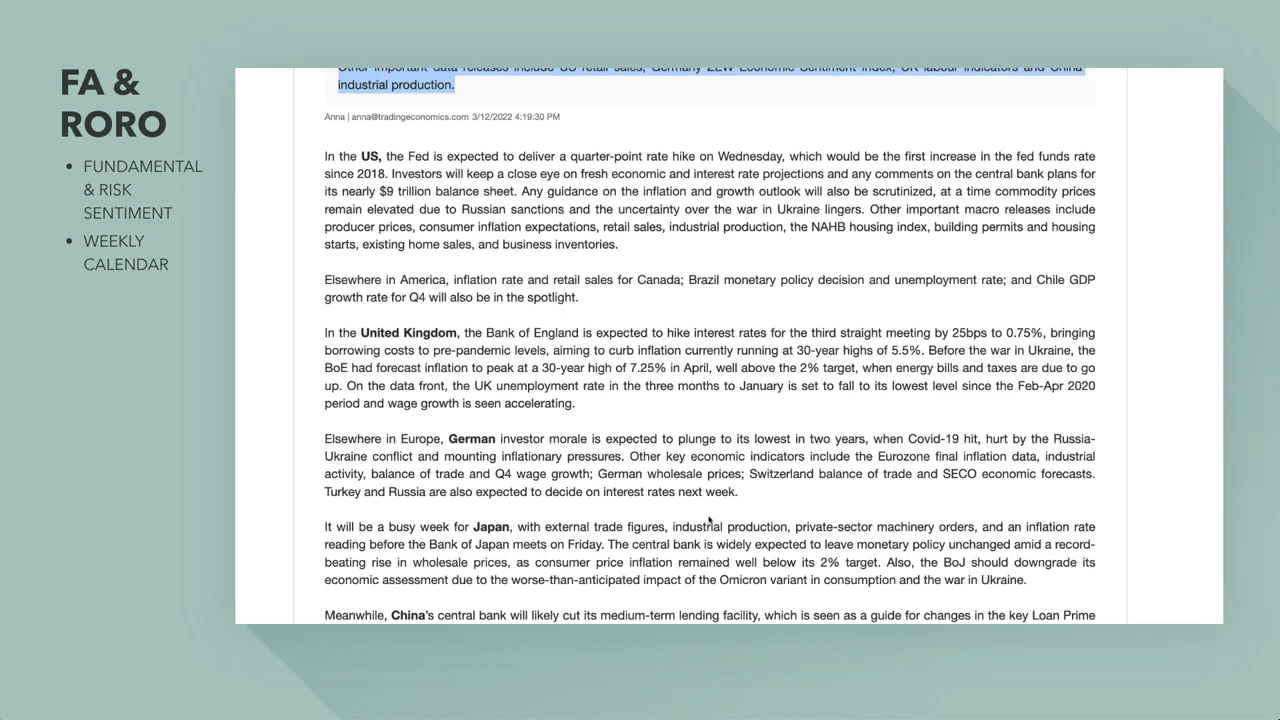 FA &
RORO
• FUNDAMENTAL
& RISK
SENTIMENT
• WEEKLY
CALENDAR
Other important data releases include US retail sales, Germany ZEW Economic Sentiment Index, UK labour indicators and China
industrial production.
Anna | anna@tradingeconomics.com 3/12/2022 4:19:30 PM
In the US, the Fed is expected to deliver a quarter-point rate hike on Wednesday, which would be the first increase in the fed funds rate
since 2018. Investors will keep a close eye on fresh economic and interest rate projections and any comments on the central bank plans for
its nearly $9 trillion balance sheet. Any guidance on the inflation and growth outlook will also be scrutinized, at a time commodity prices
remain elevated due to Russian sanctions and the uncertainty over the war in Ukraine lingers. Other important macro releases include
producer prices, consumer inflation expectations, retail sales, industrial production, the NAHB housing index, building permits and housing
starts, existing home sales, and business inventories.
Elsewhere in America, inflation rate and retail sales for Canada; Brazil monetary policy decision and unemployment rate; and Chile GDP
growth rate for Q4 will also be in the spotlight.
In the United Kingdom, the Bank of England is expected to hike interest rates for the third straight meeting by 25bps to 0.75%, bringing
borrowing costs to pre-pandemic levels, aiming to curb inflation currently running at 30-year highs of 5.5%. Before the war in Ukraine, the
BoE had forecast inflation to peak at a 30-year high of 7.25% in April, well above the 2% target, when energy bills and taxes are due to go
up. On the data front, the UK unemployment rate in the three months to January is set to fall to its lowest level since the Feb-Apr 2020
period and wage growth is seen accelerating.
Elsewhere in Europe, German investor morale is expected to plunge to its lowest in two years, when Covid-19 hit, hurt by the Russia-
Ukraine conflict and mounting inflationary pressures. Other key economic indicators include the Eurozone final inflation data, industrial
activity, balance of trade and Q4 wage growth; German wholesale prices; Switzerland balance of trade and SECO economic forecasts.
Turkey and Russia are also expected to decide on interest rates next week.
It will be a busy week for Japan, with external trade figures, industrial production, private-sector machinery orders, and an inflation rate
reading before the Bank of Japan meets on Friday. The central bank is widely expected to leave monetary policy unchanged amid a record-
beating rise in wholesale prices, as consumer price inflation remained well below its 2% target. Also, the BoJ should downgrade its
economic assessment due to the worse-than-anticipated impact of the Omicron variant in consumption and the war in Ukraine.
Meanwhile, China's central bank will likely cut its medium-term lending facility, which is seen as a guide for changes in the key Loan Prime